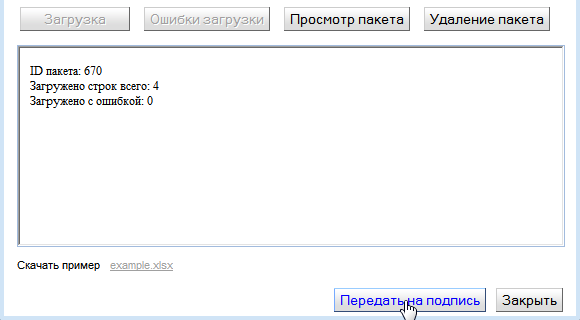 Загрузка Ошибки загрузки Просмотр пакета Удаление пакета
ID пакета: 670
Загружено строк всего: 4
Загружено с ошибкой: 0
Скачать пример example.xlsx
Передать на подпись Закрыть